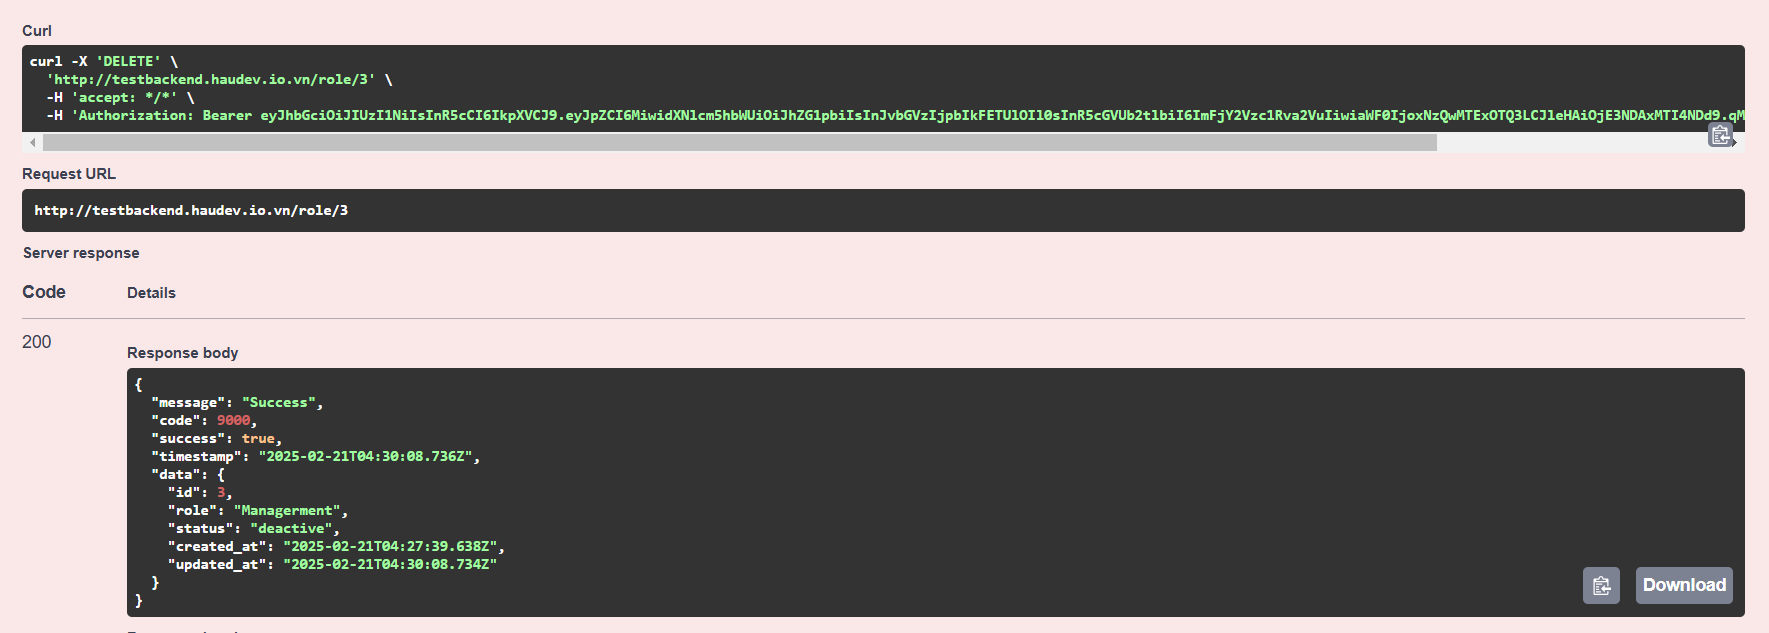 Curl
curl -X 'DELETE' \
'http://testbackend.haudev.io.vn/role/3' \
-H 'accept: */*' \
-H 'Authorization: Bearer eyJhbGciOiJIUzI1NiIsInR5cCI6IkpXVCJ9.eyJpZCI6MiwidXNlcm5hbWUiOiJhZG1pbiIsInJvbGVzIjpbIkFETUlOIl0sInR5cGVUb2tlbiI6ImFjY2Vzc1Rva2VuIiwiaWF0IjoxNzQwMTExOTQ3LCJleHAiOjE3NDAxMTI4NDd9.qM
Request URL
http://testbackend.haudev.io.vn/role/3
Server response
Code Details
200
Response body
{
"message": "Success",
"code": 9000,
"success": true,
"timestamp": "2025-02-21T04:30:08.736Z",
"data": {
"id": 3,
"role": "Managerment",
"status": "deactive",
"created_at": "2025-02-21T04:27:39.638Z",
"updated_at": "2025-02-21T04:30:08.734Z"
}
}
Download